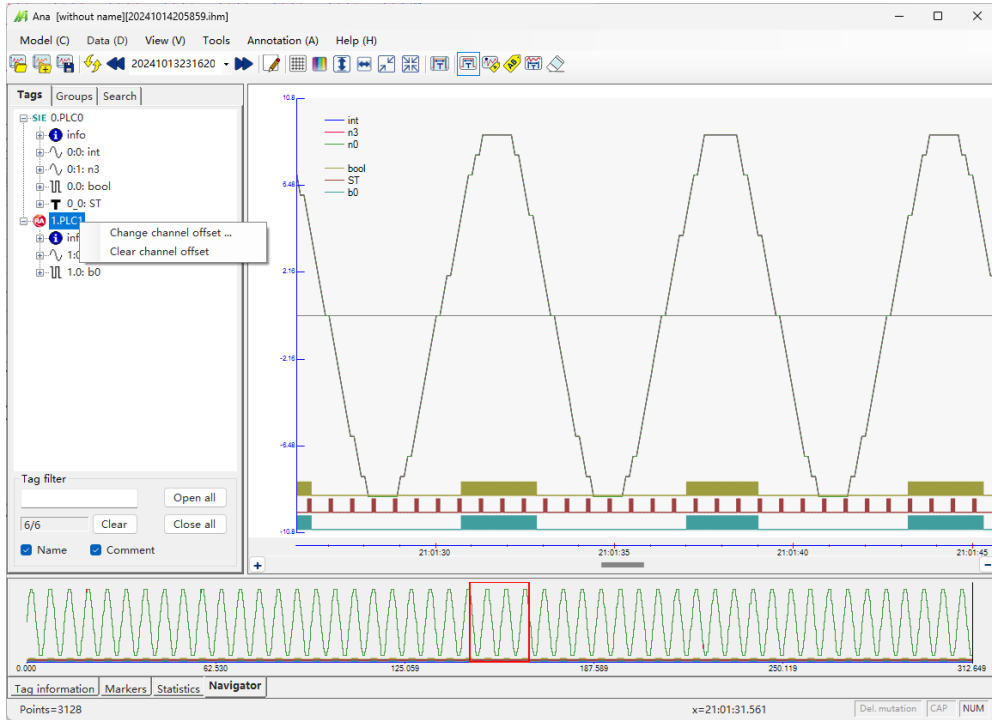 Ana [without name][20241014205859.ihm]
Model (C) Data (D) View (V) Tools Annotation (A) Help (H)
20241013231620
Tags Groups Search
SIE 0.PLC0
info
0:0: int
0:1: n3
0.0: bool
T 0_0: ST
RA 1.PLC1
1.0: b0
Change channel offset ...
Clear channel offset
Tag filter
Open all
6/6 Clear Close all
Name Comment
10.8
6.48
2.16
-2.16
-6.48
-10.8
int
n3
n0
bool
ST
b0
21:01:30 21:01:35 21:01:40 21:01:45
+ −
0.000 62.530 125.059 187.589 250.119 312.649
Tag information Markers Statistics Navigator
Points=3128 x=21:01:31.561 Del. mutation CAP NUM